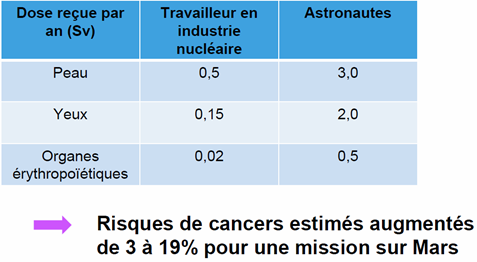 Dose reçue par
an (Sv)
Travailleur en
industrie
nucléaire
Astronautes
Peau
0,5
3,0
Yeux
0,15
2,0
Organes
érythropoïétiques
0,02
0,5
Risques de cancers estimés augmentés
de 3 à 19% pour une mission sur Mars